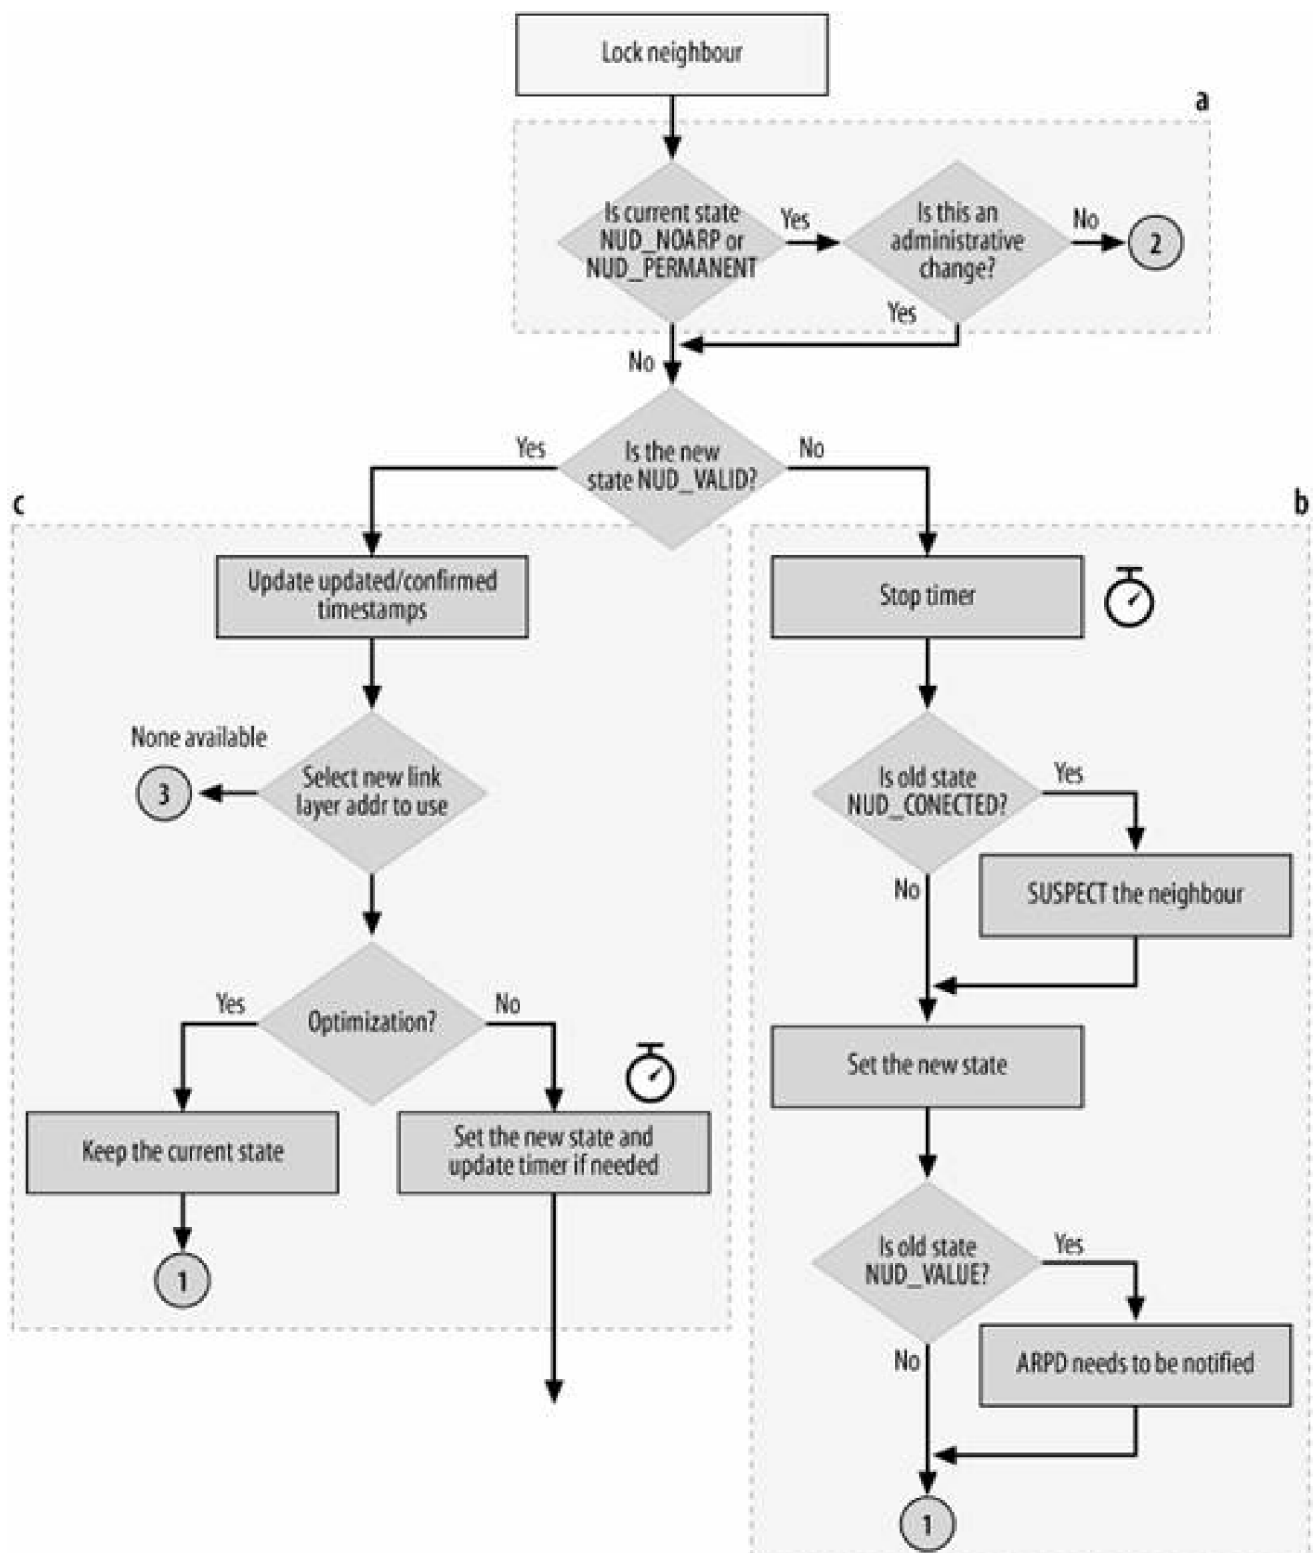 Lock neighbour
a
Is current state
NUD_NOARP or
NUD_PERMANENT
Yes
Is this an
administrative
change?
No
2
Yes
No
Is the new
state NUD_VALID?
Yes
No
c
Update updated/confirmed
timestamps
None available
3
Select new link
layer addr to use
Optimization?
Yes
No
Keep the current state
Set the new state and
update timer if needed
1
b
Stop timer
Is old state
NUD_CONECTED?
Yes
No
SUSPECT the neighbour
Set the new state
Is old state
NUD_VALUE?
Yes
No
ARPD needs to be notified
1